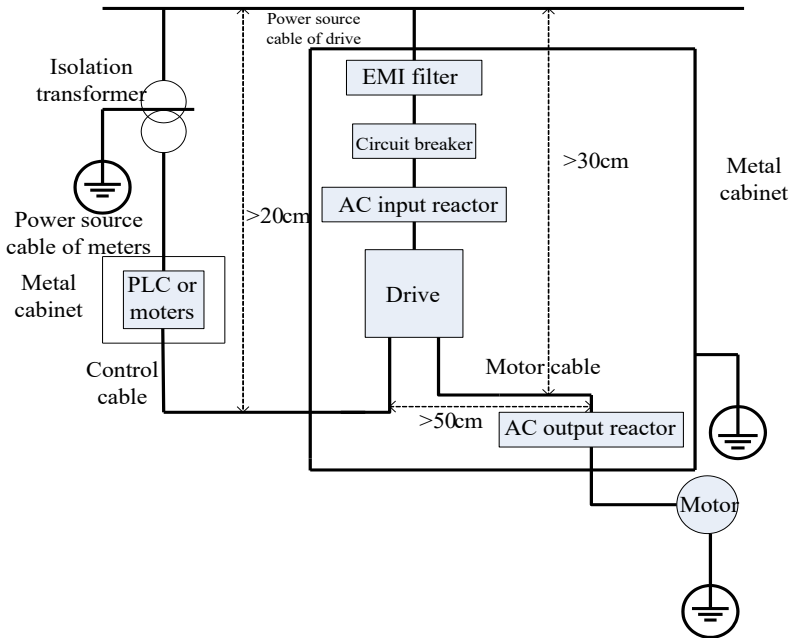 Power source
cable of drive
Isolation
transformer
EMI filter
Circuit breaker
>30cm
Metal
cabinet
AC input reactor
>20cm
Power source
cable of meters
Metal
cabinet
PLC or
moters
Drive
Control
cable
Motor cable
>50cm
AC output reactor
Motor